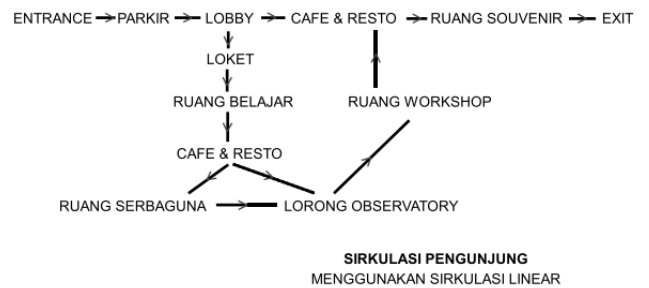 ENTRANCE PARKIR LOBBY CAFE & RESTO RUANG SOUVENIR EXIT
LOKET
RUANG BELAJAR RUANG WORKSHOP
CAFE & RESTO
RUANG SERBAGUNA LORONG OBSERVATORY
SIRKULASI PENGUNJUNG
MENGGUNAKAN SIRKULASI LINEAR